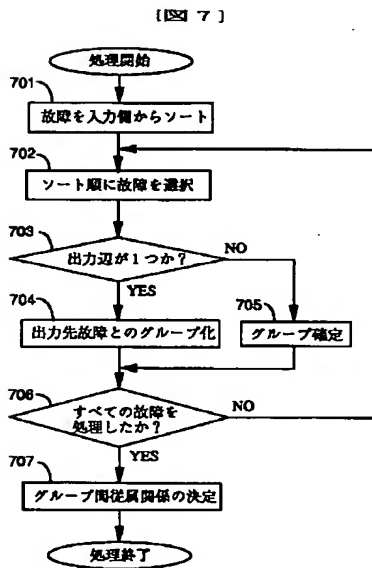 【図 7】
処理開始
701
故障を入力側からソート
702
ソート順に故障を選択
703
出力辺が1つか?
NO
YES
704
出力先故障とのグループ化
705
グループ確定
706
すべての故障を
処理したか?
NO
YES
707
グループ間従属関係の決定
処理終了